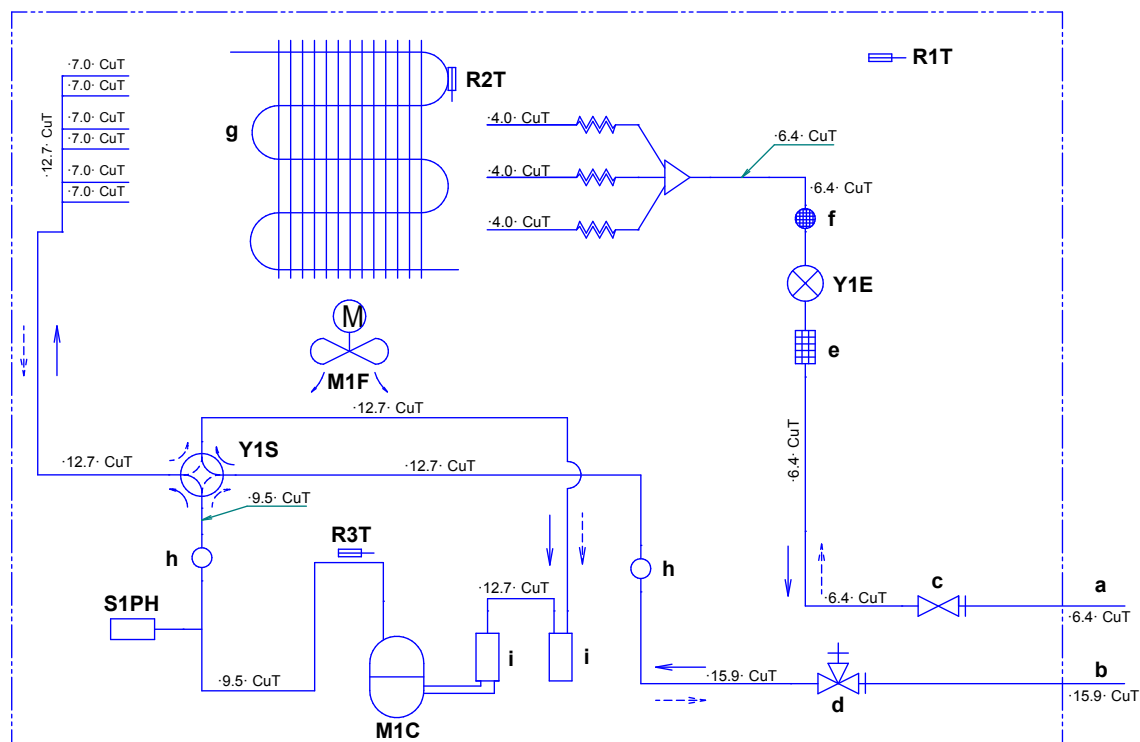 ·7.0· CuT
·7.0· CuT
·7.0· CuT
·7.0· CuT
·7.0· CuT
·7.0· CuT
·12.7· CuT
g
R2T
R1T
·4.0· CuT
·4.0· CuT
·4.0· CuT
·6.4· CuT
·6.4· CuT
f
Y1E
e
M
M1F
·12.7· CuT
Y1S
·12.7· CuT
·12.7· CuT
·6.4· CuT
·9.5· CuT
h
R3T
h
S1PH
·12.7· CuT
c
a
·6.4· CuT
·6.4· CuT
i
i
·9.5· CuT
M1C
·15.9· CuT
d
b
·15.9· CuT